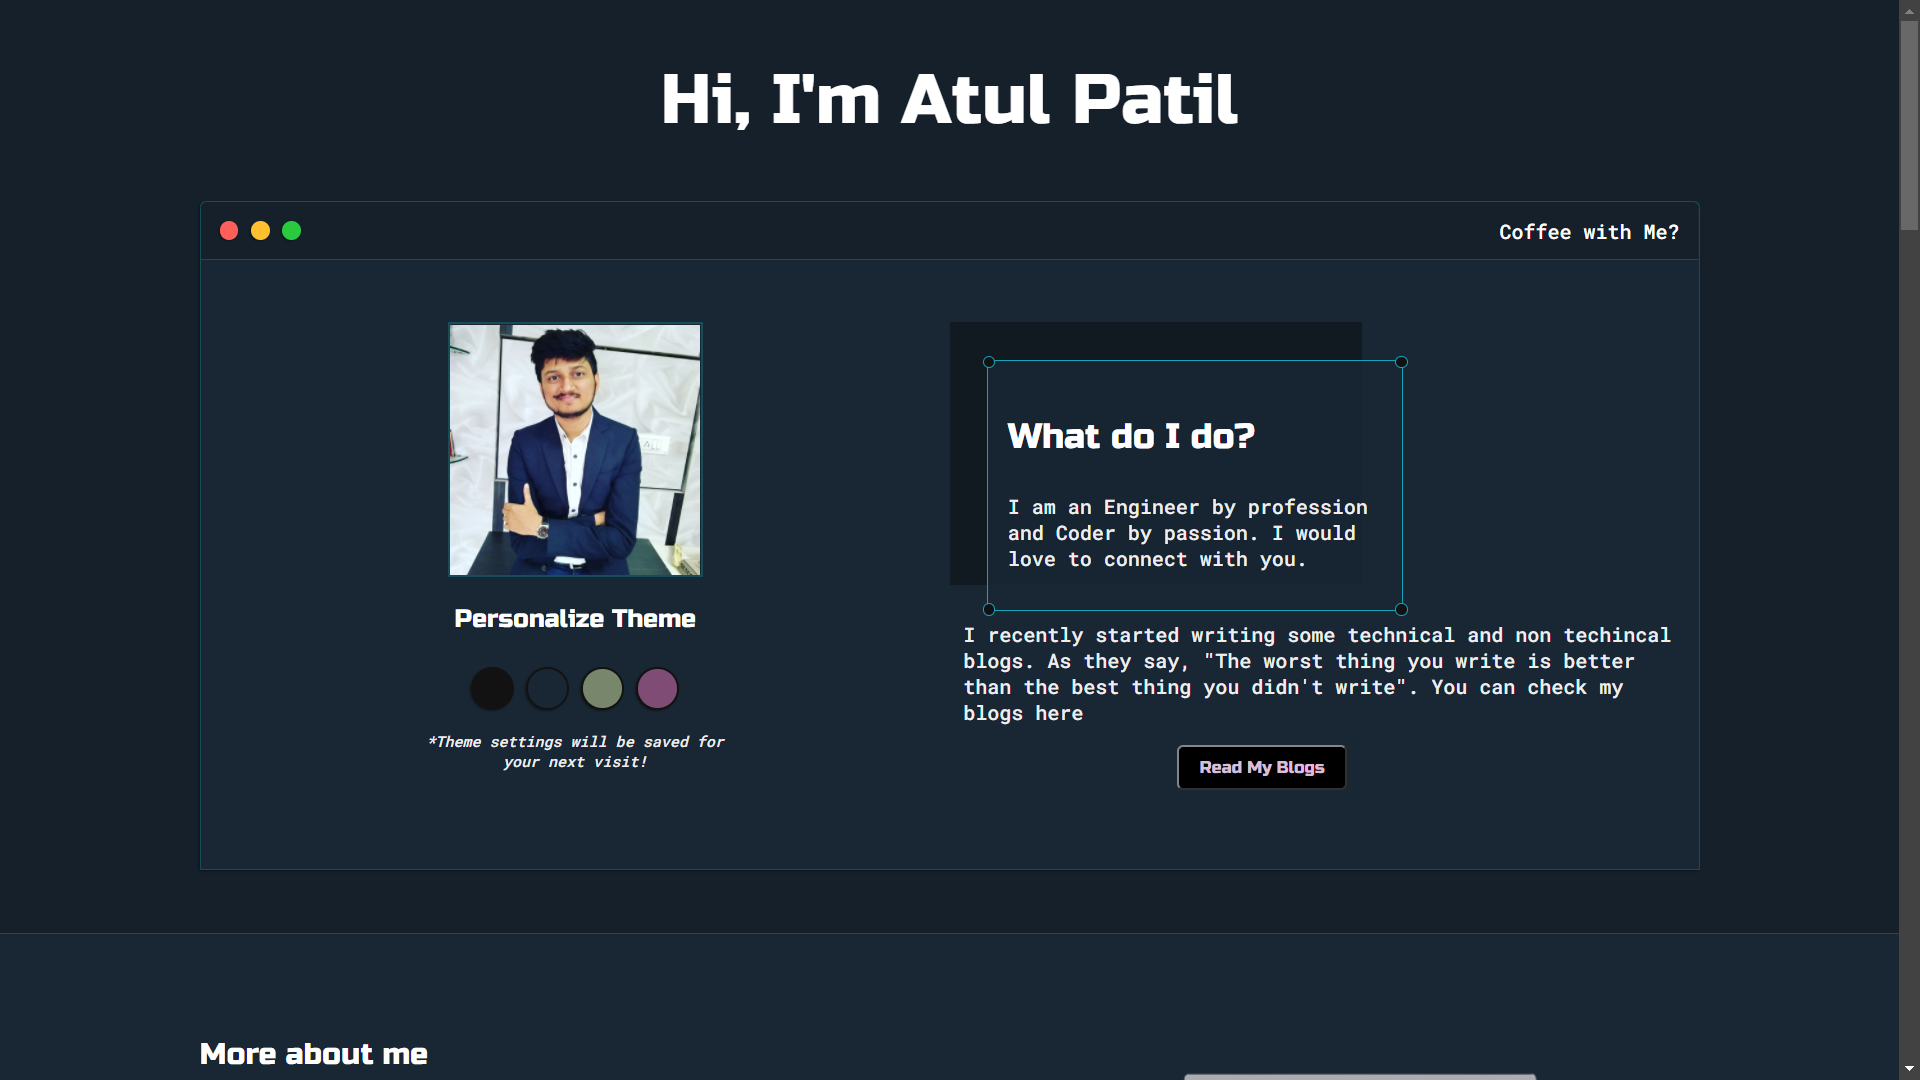 Hi, I'm Atul Patil
Coffee with Me?
ALL
Personalize Theme
*Theme settings will be saved for
your next visit!
What do I do?
I am an Engineer by profession
and Coder by passion. I would
love to connect with you.
I recently started writing some technical and non techincal
blogs. As they say, "The worst thing you write is better
than the best thing you didn't write". You can check my
blogs here
Read My Blogs
More about me